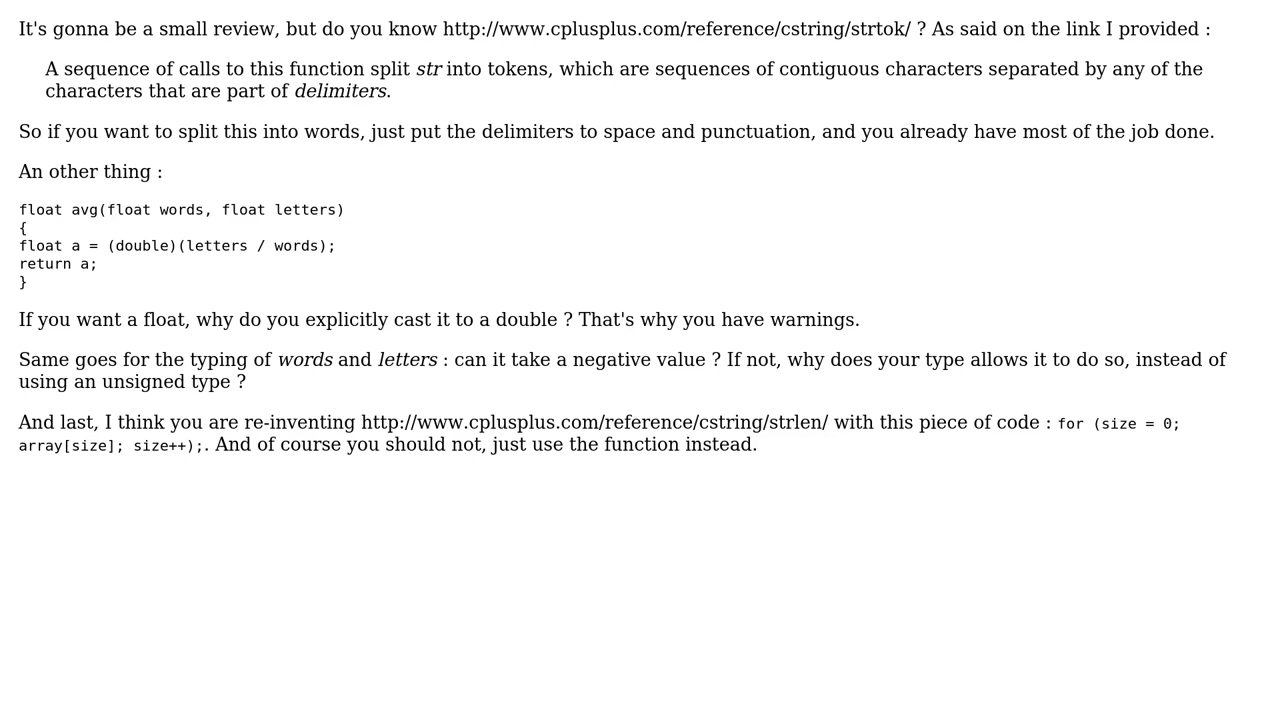 It's gonna be a small review, but do you know http://www.cplusplus.com/reference/cstring/strtok/ ? As said on the link I provided :
A sequence of calls to this function split str into tokens, which are sequences of contiguous characters separated by any of the
characters that are part of delimiters.
So if you want to split this into words, just put the delimiters to space and punctuation, and you already have most of the job done.
An other thing :
float avg(float words, float letters)
{
float a = (double)(letters / words);
return a;
}
If you want a float, why do you explicitly cast it to a double ? That's why you have warnings.
Same goes for the typing of words and letters : can it take a negative value ? If not, why does your type allows it to do so, instead of
using an unsigned type ?
And last, I think you are re-inventing http://www.cplusplus.com/reference/cstring/strlen/ with this piece of code : for (size = 0;
array[size]; size++);. And of course you should not, just use the function instead.